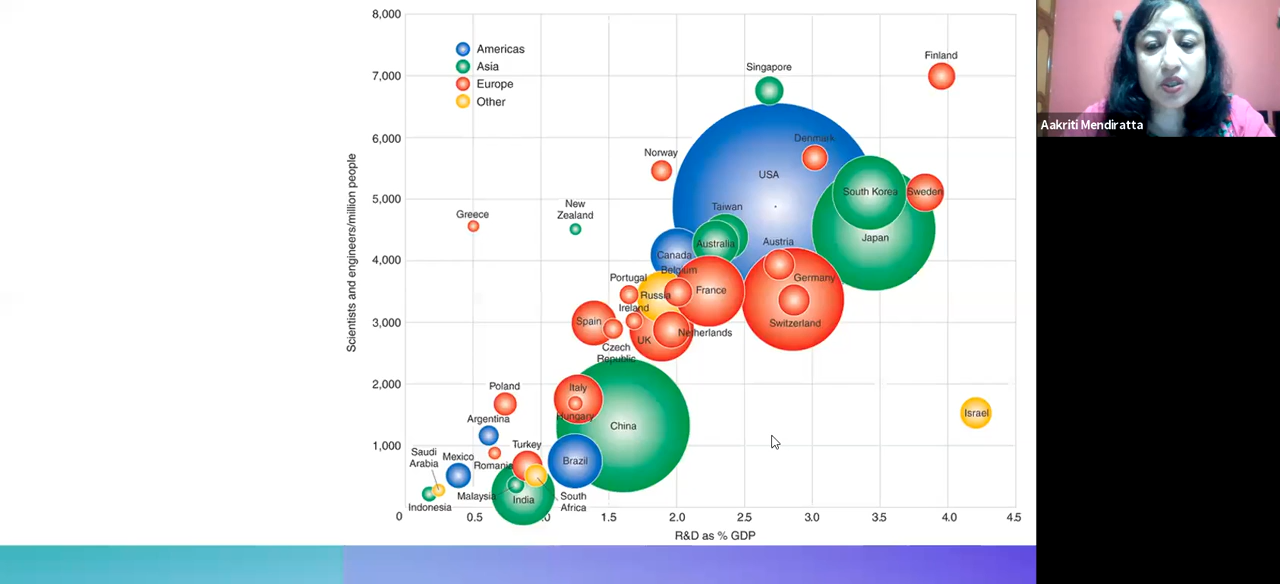 8,000
7,000
6,000
5,000
4,000
3,000
2,000
1,000
0
0.5
1.5
2.0
2.5
3.0
3.5
4.0
4.5
Scientists and engineers/million people
R&D as % GDP
Americas
Asia
Europe
Other
Finland
Singapore
Denmark
Norway
USA
South Korea
Sweden
Taiwan
New
Zealand
Greece
Japan
Australia
Austria
Canada
Belgium
Portugal
Germany
Russia
France
Ireland
Spain
Switzerland
Netherlands
UK
Czech
Republic
Poland
Italy
Israel
Hungary
Argentina
China
Turkey
Saudi
Arabia
Mexico
Romania
Brazil
Malaysia
India
South
Africa
Indonesia
Aakriti Mendiratta